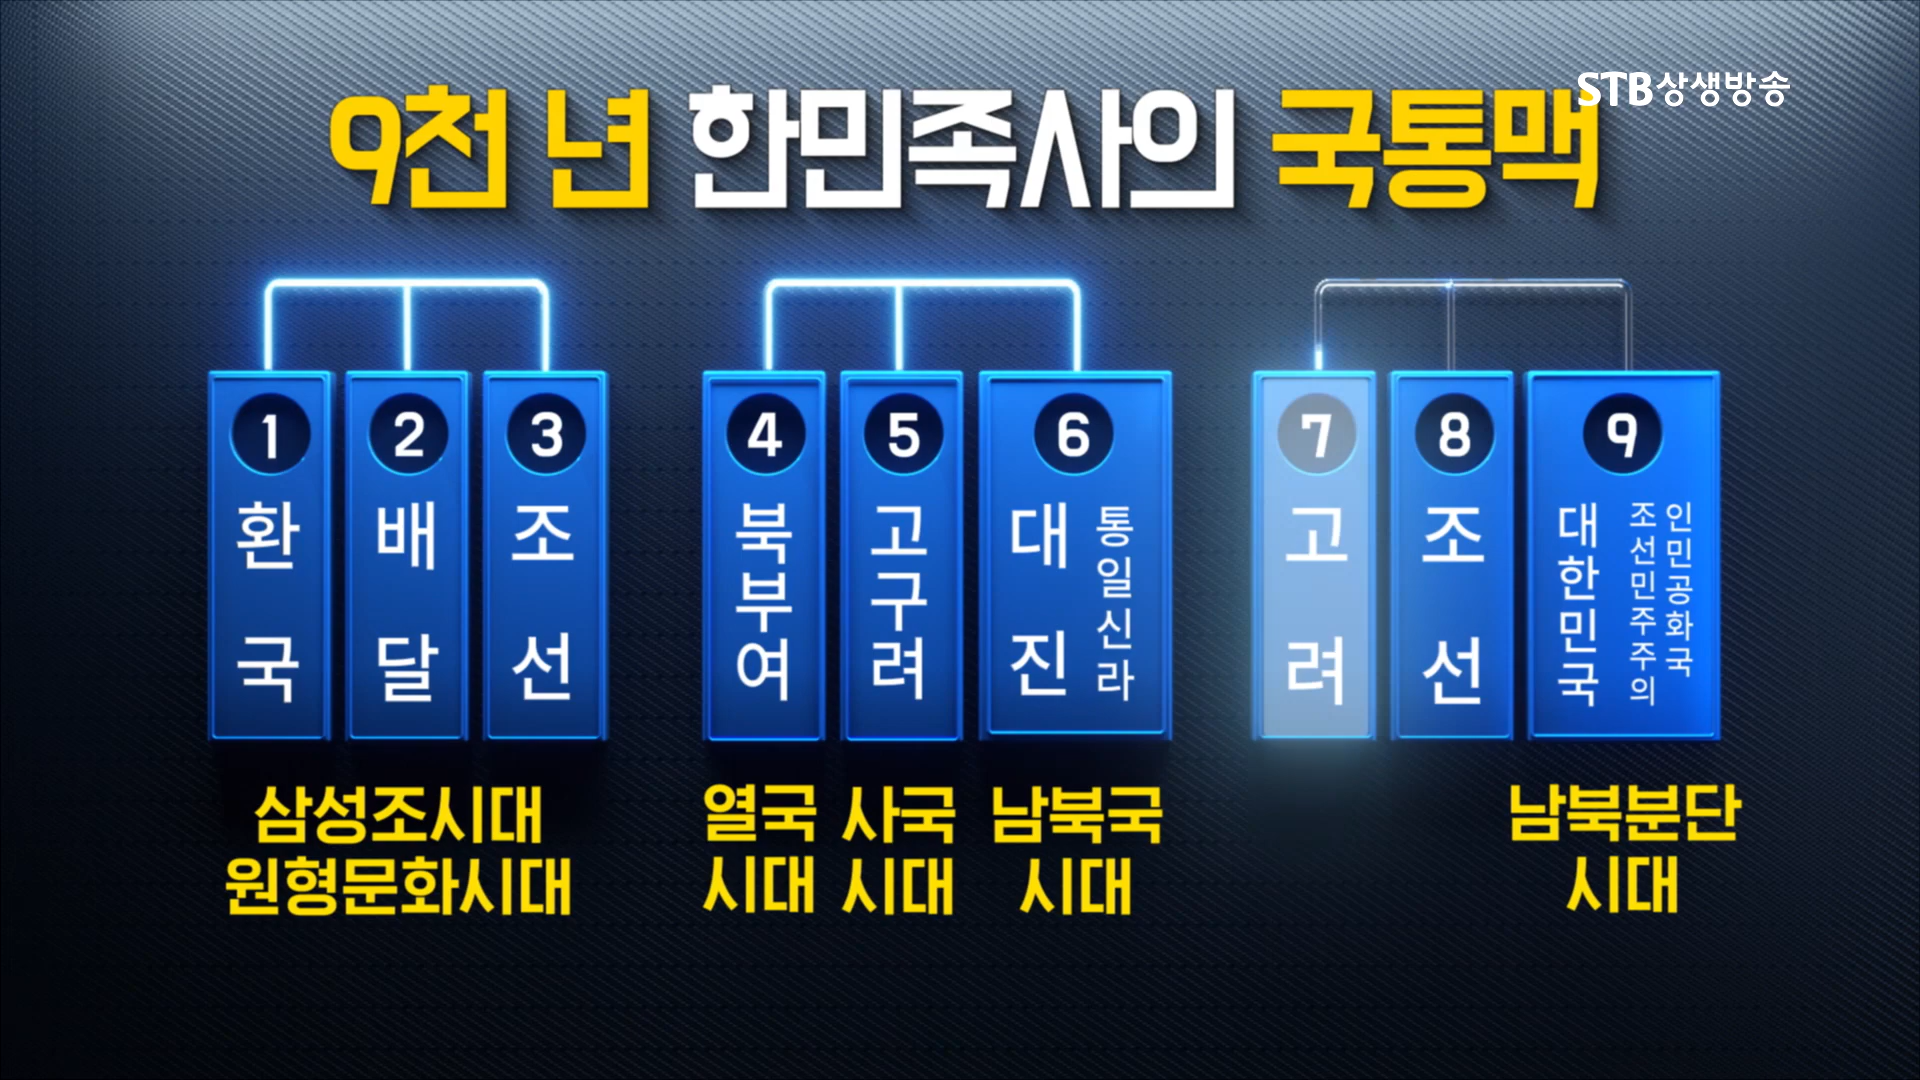 STB상생방송
9천 년 한민족사의 국통맥
1
환국
2
배달
3
조선
4
북부여
5
고구려
6
대진
통일신라
7
고려
8
조선
9
대한민국
조선민주주의
인민공화국
삼성조시대
원형문화시대
열국
시대
사국
시대
남북국
시대
남북분단
시대